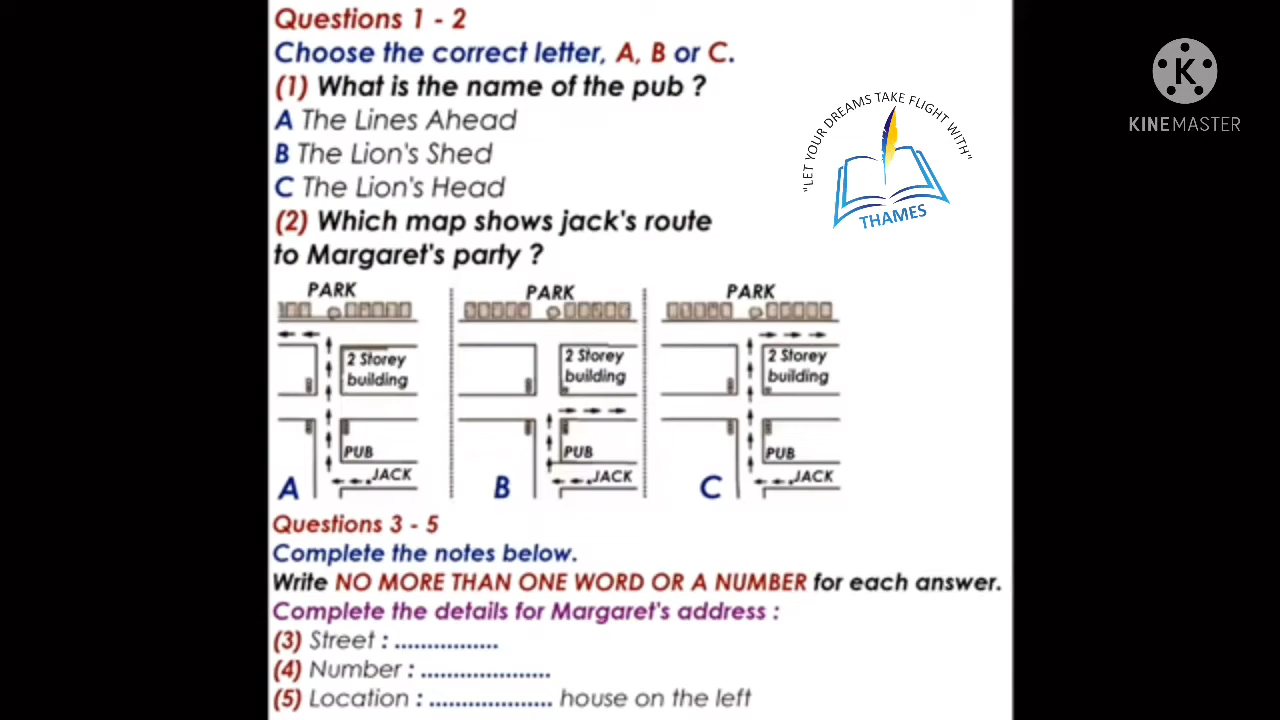 Questions 1 - 2
Choose the correct letter, A, B or C.
(1) What is the name of the pub ?
A The Lines Ahead
B The Lion's Shed
C The Lion's Head
(2) Which map shows jack's route
to Margaret's party ?
"LET YOUR DREAMS TAKE FLIGHT WITH"
THAMES
K
KINEMASTER
PARK
2 Storey
building
PUB
JACK
A
PARK
2 Storey
building
PUB
JACK
B
PARK
2 Storey
building
PUB
JACK
C
Questions 3 - 5
Complete the notes below.
Write NO MORE THAN ONE WORD OR A NUMBER for each answer.
Complete the details for Margaret's address :
(3) Street : ................
(4) Number : ....................
(5) Location : ................... house on the left